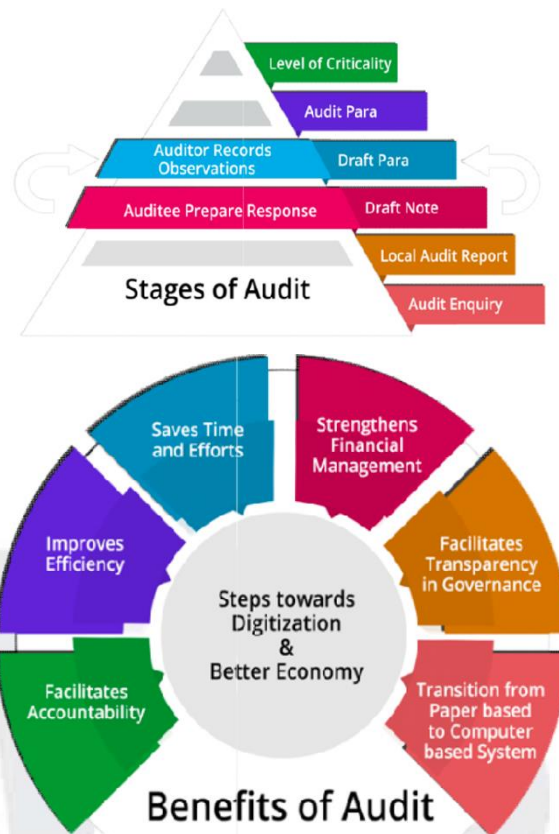 Level of Criticality
Audit Para
Auditor Records
Observations
Draft Para
Auditee Prepare Response
Draft Note
Local Audit Report
Stages of Audit
Audit Enquiry
Saves Time
and Efforts
Strengthens
Financial
Management
Improves
Efficiency
Facilitates
Transparency
in Governance
Steps towards
Digitization
&
Better Economy
Facilitates
Accountability
Transition from
Paper based
to Computer
based System
Benefits of Audit